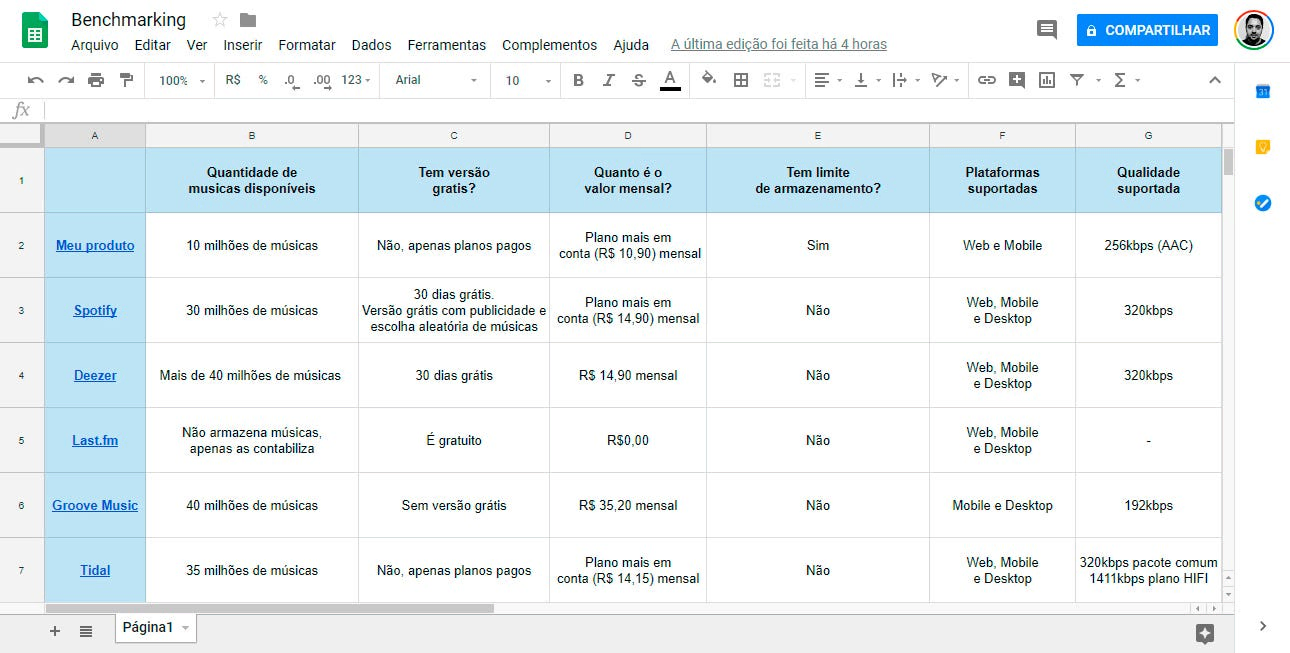 Benchmarking
Arquivo Editar Ver Inserir Formatar Dados Ferramentas Complementos Ajuda A última edição foi feita há 4 horas
COMPARTILHAR
100% R$ % .0 .00 123 Arial 10 B I S A Σ
31
fx
A B C D E F G
1
Quantidade de
musicas disponíveis
Tem versão
gratis?
Quanto é o
valor mensal?
Tem limite
de armazenamento?
Plataformas
suportadas
Qualidade
suportada
2
Meu produto
10 milhões de músicas
Não, apenas planos pagos
Plano mais em
conta (R$ 10,90) mensal
Sim
Web e Mobile
256kbps (AAC)
3
Spotify
30 milhões de músicas
30 dias grátis.
Versão grátis com publicidade e
escolha aleatória de músicas
Plano mais em
conta (R$ 14,90) mensal
Não
Web, Mobile
e Desktop
320kbps
4
Deezer
Mais de 40 milhões de músicas
30 dias grátis
R$ 14,90 mensal
Não
Web, Mobile
e Desktop
320kbps
5
Last.fm
Não armazena músicas,
apenas as contabiliza
É gratuito
R$0,00
Não
Web, Mobile
e Desktop
-
6
Groove Music
40 milhões de músicas
Sem versão grátis
R$ 35,20 mensal
Não
Mobile e Desktop
192kbps
7
Tidal
35 milhões de músicas
Não, apenas planos pagos
Plano mais em
conta (R$ 14,15) mensal
Não
Web, Mobile
e Desktop
320kbps pacote comum
1411kbps plano HIFI
Página1